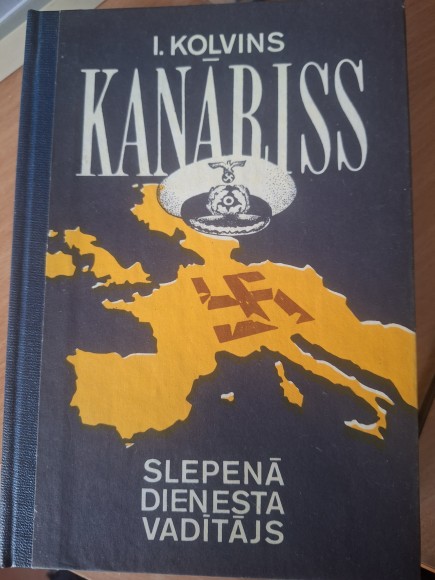 I. KOLVINS
KANĀRISS
SLEPENĀ
DIENESTA
VADĪTĀJS